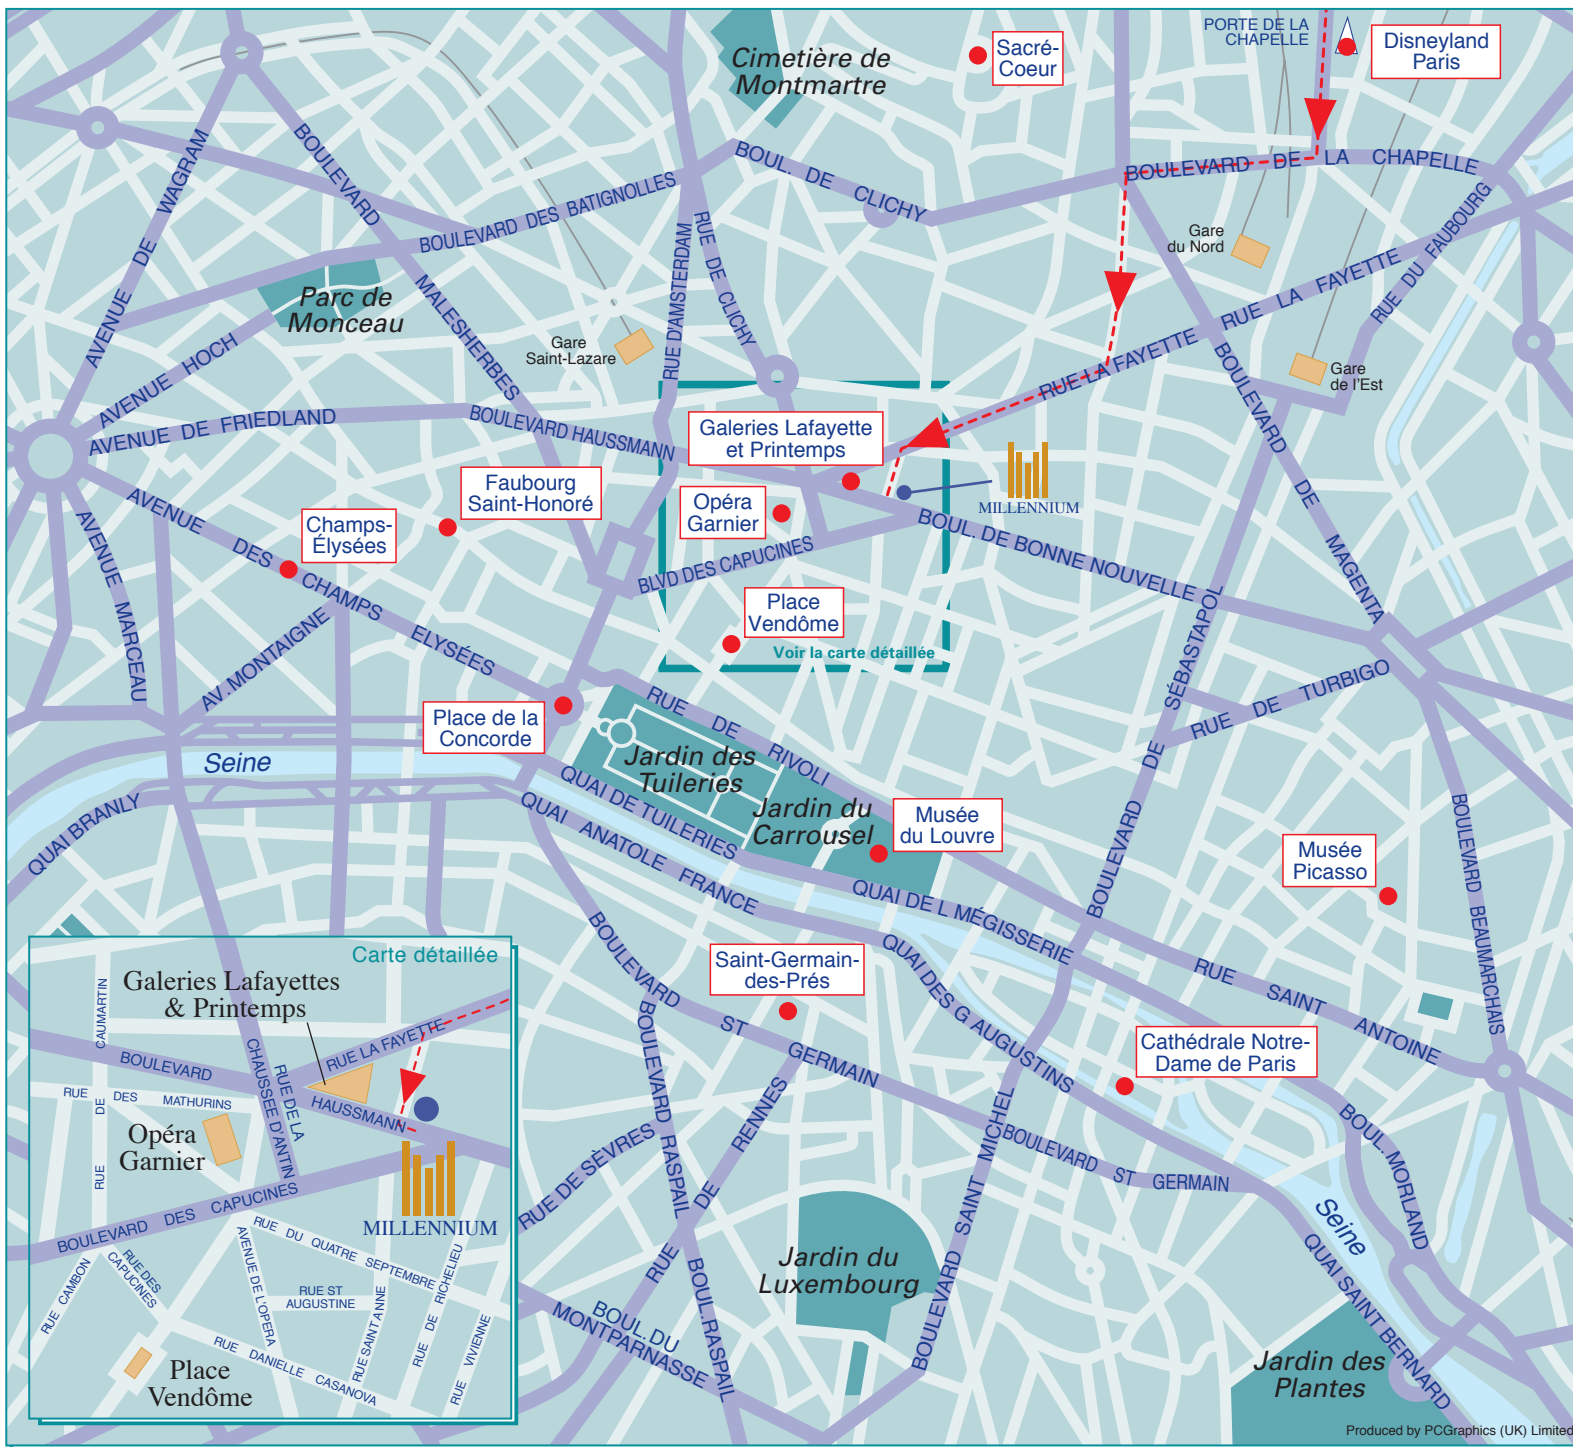 PORTE DE LA
CHAPELLE
Disneyland
Paris
Sacré-
Coeur
Cimetière de
Montmartre
BOULEVARD DE LA CHAPELLE
BOUL. DE CLICHY
BOULEVARD DES BATIGNOLLES
BOULEVARD
MALESHERBES
AVENUE DE WAGRAM
Gare
du Nord
RUE DU FAUBOURG
RUE D'AMSTERDAM
RUE DE CLICHY
Parc de
Monceau
Gare
Saint-Lazare
RUE LA FAYETTE
RUE LA FAYETTE
Gare
de l'Est
AVENUE HOCH
AVENUE DE FRIEDLAND
BOULEVARD HAUSSMANN
Galeries Lafayette
et Printemps
BOULEVARD DE MAGENTA
Faubourg
Saint-Honoré
Opéra
Garnier
MILLENNIUM
Champs-
Élysées
AVENUE DES CHAMPS ELYSÉES
AVENUE MARCEAU
BOUL. DE BONNE NOUVELLE
BLVD DES CAPUCINES
Place
Vendôme
Voir la carte détaillée
AV. MONTAIGNE
BOULEVARD DE SÉBASTAPOL
RUE DE TURBIGO
Place de la
Concorde
RUE DE RIVOLI
Seine
Jardin des
Tuileries
QUAI DE TUILERIES
QUAI BRANLY
QUAI ANATOLE FRANCE
Jardin du
Carrousel
Musée
du Louvre
Musée
Picasso
BOULEVARD BEAUMARCHAIS
QUAI DE L MÉGISSERIE
QUAI DES G AUGUSTINS
RUE SAINT ANTOINE
Saint-Germain-
des-Prés
BOULEVARD ST GERMAIN
BOULEVARD RASPAIL
Cathédrale Notre-
Dame de Paris
BOULEVARD SAINT MICHEL
BOULEVARD ST GERMAIN
BOUL. MORLAND
RUE DE SÈVRES
RUE DE RENNES
Seine
QUAI SAINT BERNARD
Jardin du
Luxembourg
BOUL.RASPAIL
BOUL. DU
MONTPARNASSE
Jardin des
Plantes
Produced by PCGraphics (UK) Limited
Carte détaillée
Galeries Lafayettes
& Printemps
RUE DE CAUMARTIN
BOULEVARD
HAUSSMANN
RUE LA FAYETTE
RUE DE LA
CHAUSSEE D'ANTIN
RUE DES MATHURINS
Opéra
Garnier
MILLENNIUM
BOULEVARD DES CAPUCINES
RUE DU QUATRE SEPTEMBRE
RUE DES
CAPUCINES
RUE CAMBON
AVENUE DE L'OPERA
RUE ST
AUGUSTINE
RUE SAINT ANNE
RUE DE RICHELIEU
RUE VIVIENNE
RUE DANIELLE CASANOVA
Place
Vendôme